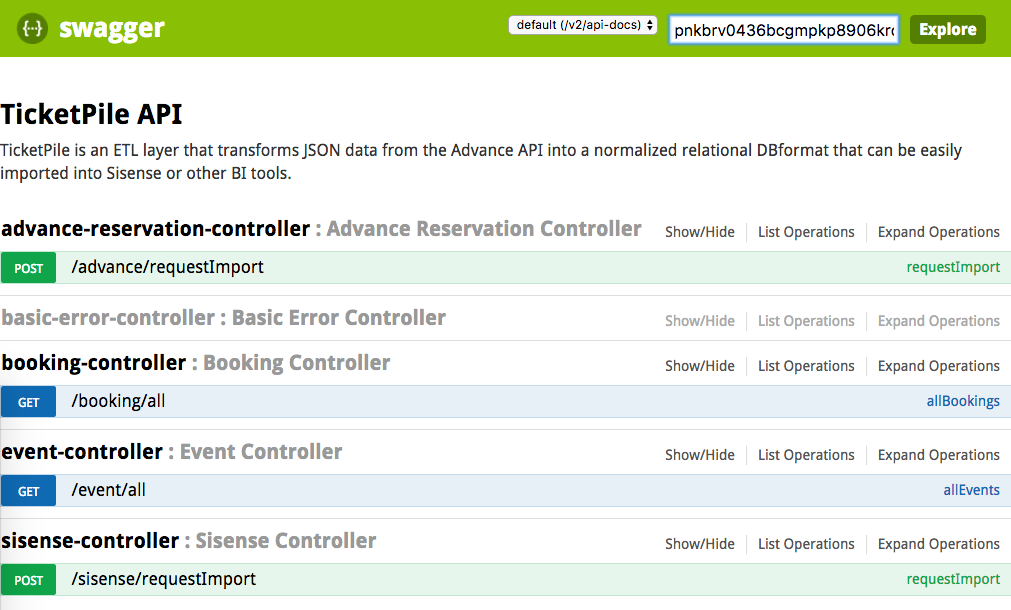 {··} swagger default (/v2/api-docs) pnkbrv0436bcgmpkp8906kr Explore
TicketPile API
TicketPile is an ETL layer that transforms JSON data from the Advance API into a normalized relational DBformat that can be easily
imported into Sisense or other BI tools.
advance-reservation-controller : Advance Reservation Controller Show/Hide List Operations Expand Operations
POST /advance/requestImport requestImport
basic-error-controller : Basic Error Controller Show/Hide List Operations Expand Operations
booking-controller : Booking Controller Show/Hide List Operations Expand Operations
GET /booking/all allBookings
event-controller : Event Controller Show/Hide List Operations Expand Operations
GET /event/all allEvents
sisense-controller : Sisense Controller Show/Hide List Operations Expand Operations
POST /sisense/requestImport requestImport